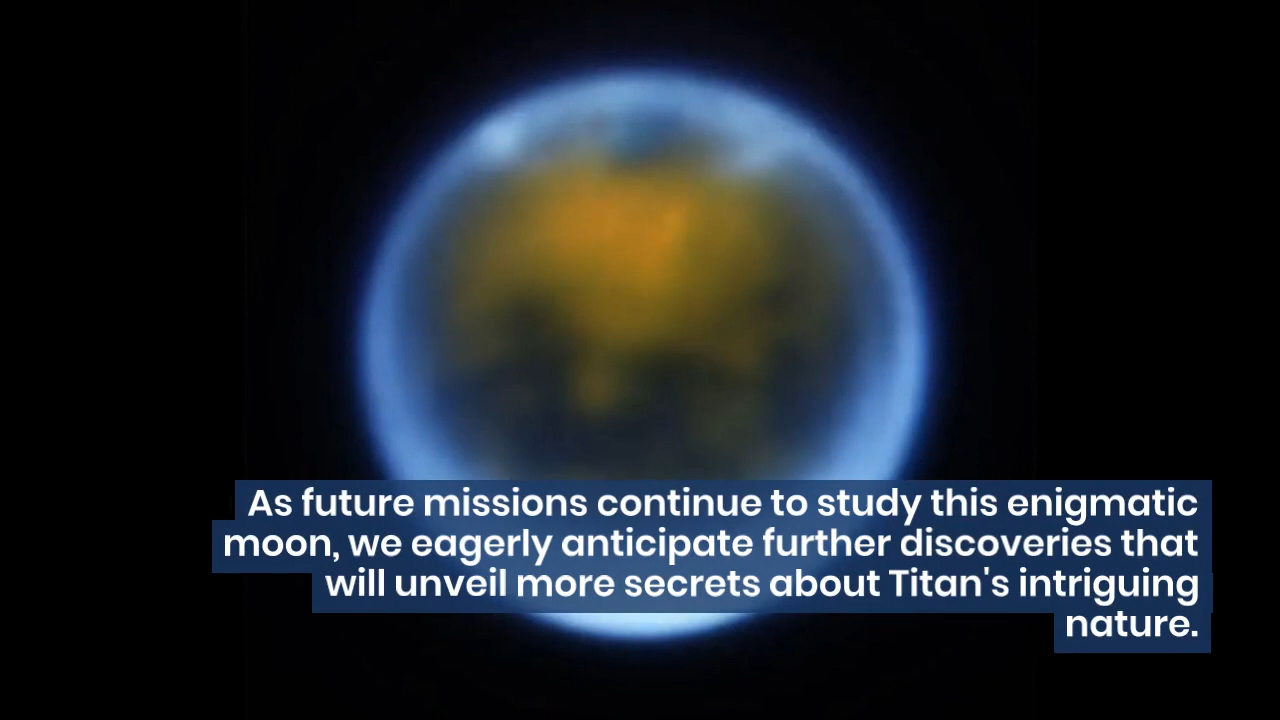 As future missions continue to study this enigmatic
moon, we eagerly anticipate further discoveries that
will unveil more secrets about Titan's intriguing
nature.